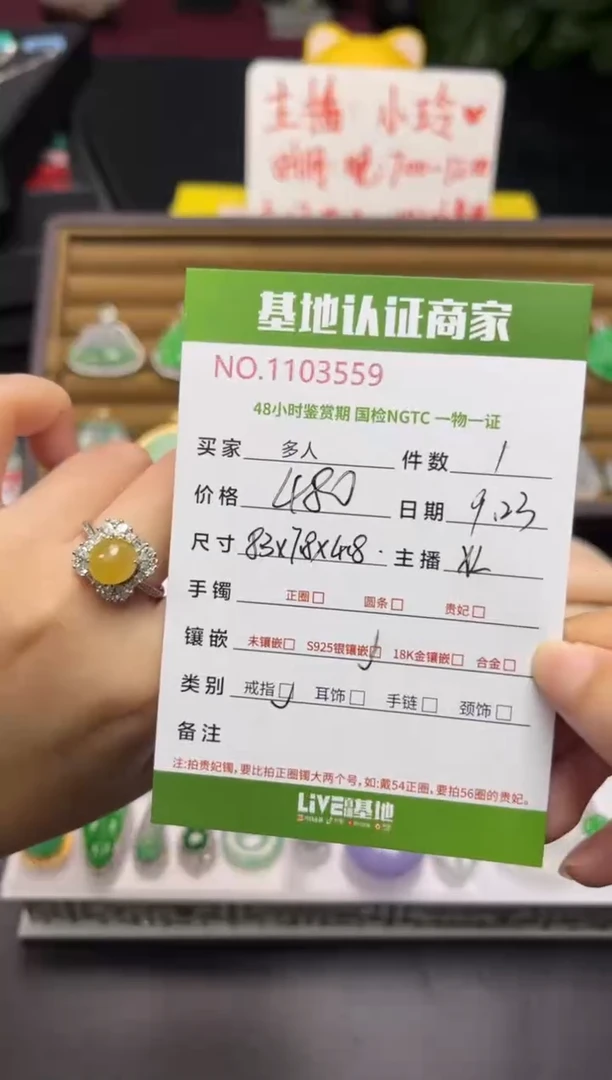 主播 小玲
基地认证商家
NO.1103559
48小时鉴赏期 国检NGTC 一物一证
买家 多人 件数 1
价格 480 日期 9.23
尺寸 8.3x7.8x4.8 主播 XL
手镯 正圈□ 圆条□ 贵妃□
镶嵌 未镶嵌□ S925银镶嵌□ 18K金镶嵌□ 合金□
类别 戒指□ 耳饰□ 手链□ 颈饰□
备注
注:拍贵妃镯,要比拍正圈镯大两个号,如:戴54正圈,要拍56圈的贵妃。
LiVE 基地